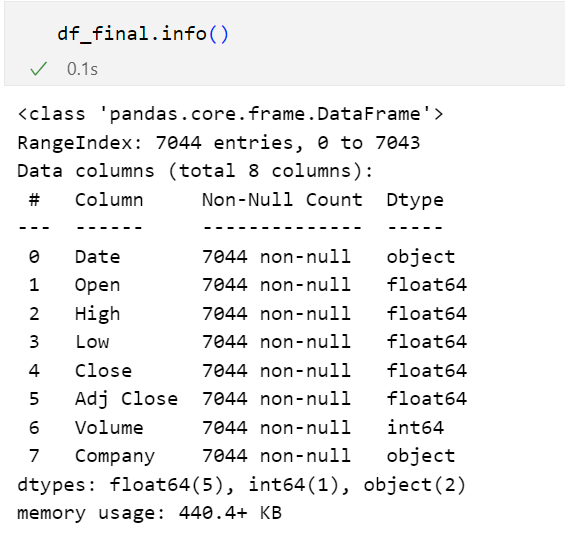 df_final.info()
0.1s
<class 'pandas.core.frame.DataFrame'>
RangeIndex: 7044 entries, 0 to 7043
Data columns (total 8 columns):
 #   Column     Non-Null Count  Dtype
---  ------     --------------  -----
 0   Date       7044 non-null   object
 1   Open       7044 non-null   float64
 2   High       7044 non-null   float64
 3   Low        7044 non-null   float64
 4   Close      7044 non-null   float64
 5   Adj Close  7044 non-null   float64
 6   Volume     7044 non-null   int64
 7   Company    7044 non-null   object
dtypes: float64(5), int64(1), object(2)
memory usage: 440.4+ KB